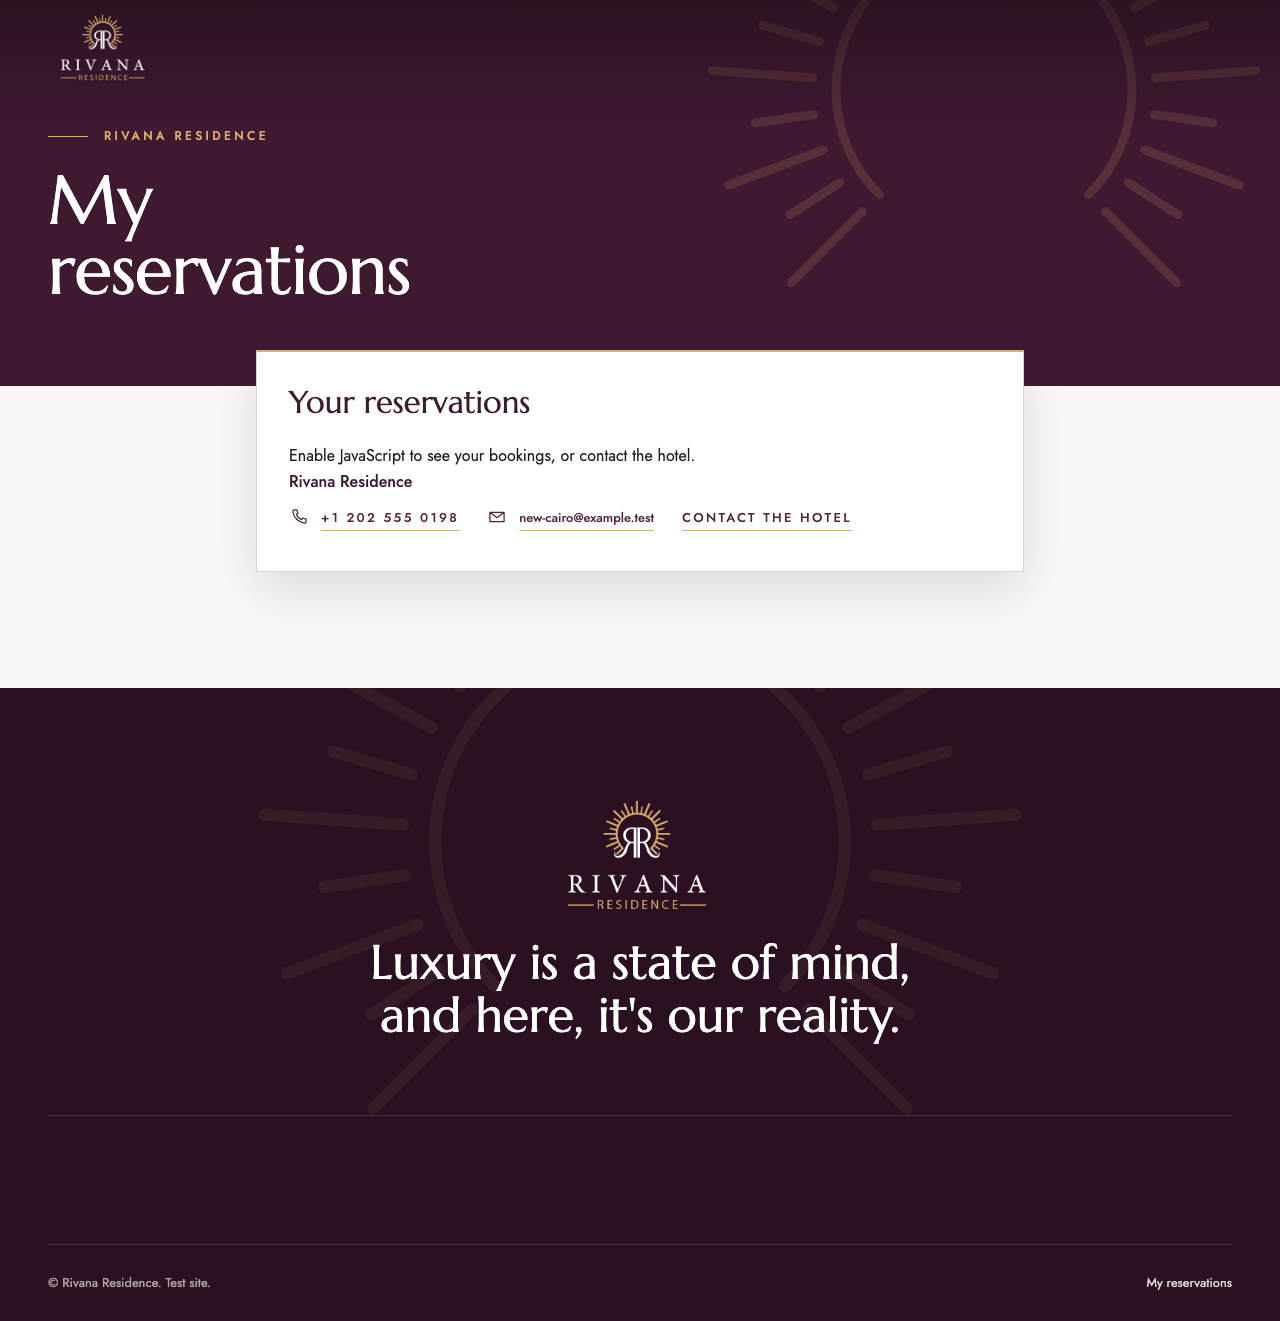 RIVANA
RESIDENCE
RIVANA RESIDENCE
My
reservations
Your reservations
Enable JavaScript to see your bookings, or contact the hotel.
Rivana Residence
+1 202 555 0198 new-cairo@example.test CONTACT THE HOTEL
RIVANA
RESIDENCE
Luxury is a state of mind,
and here, it's our reality.
© Rivana Residence. Test site. My reservations